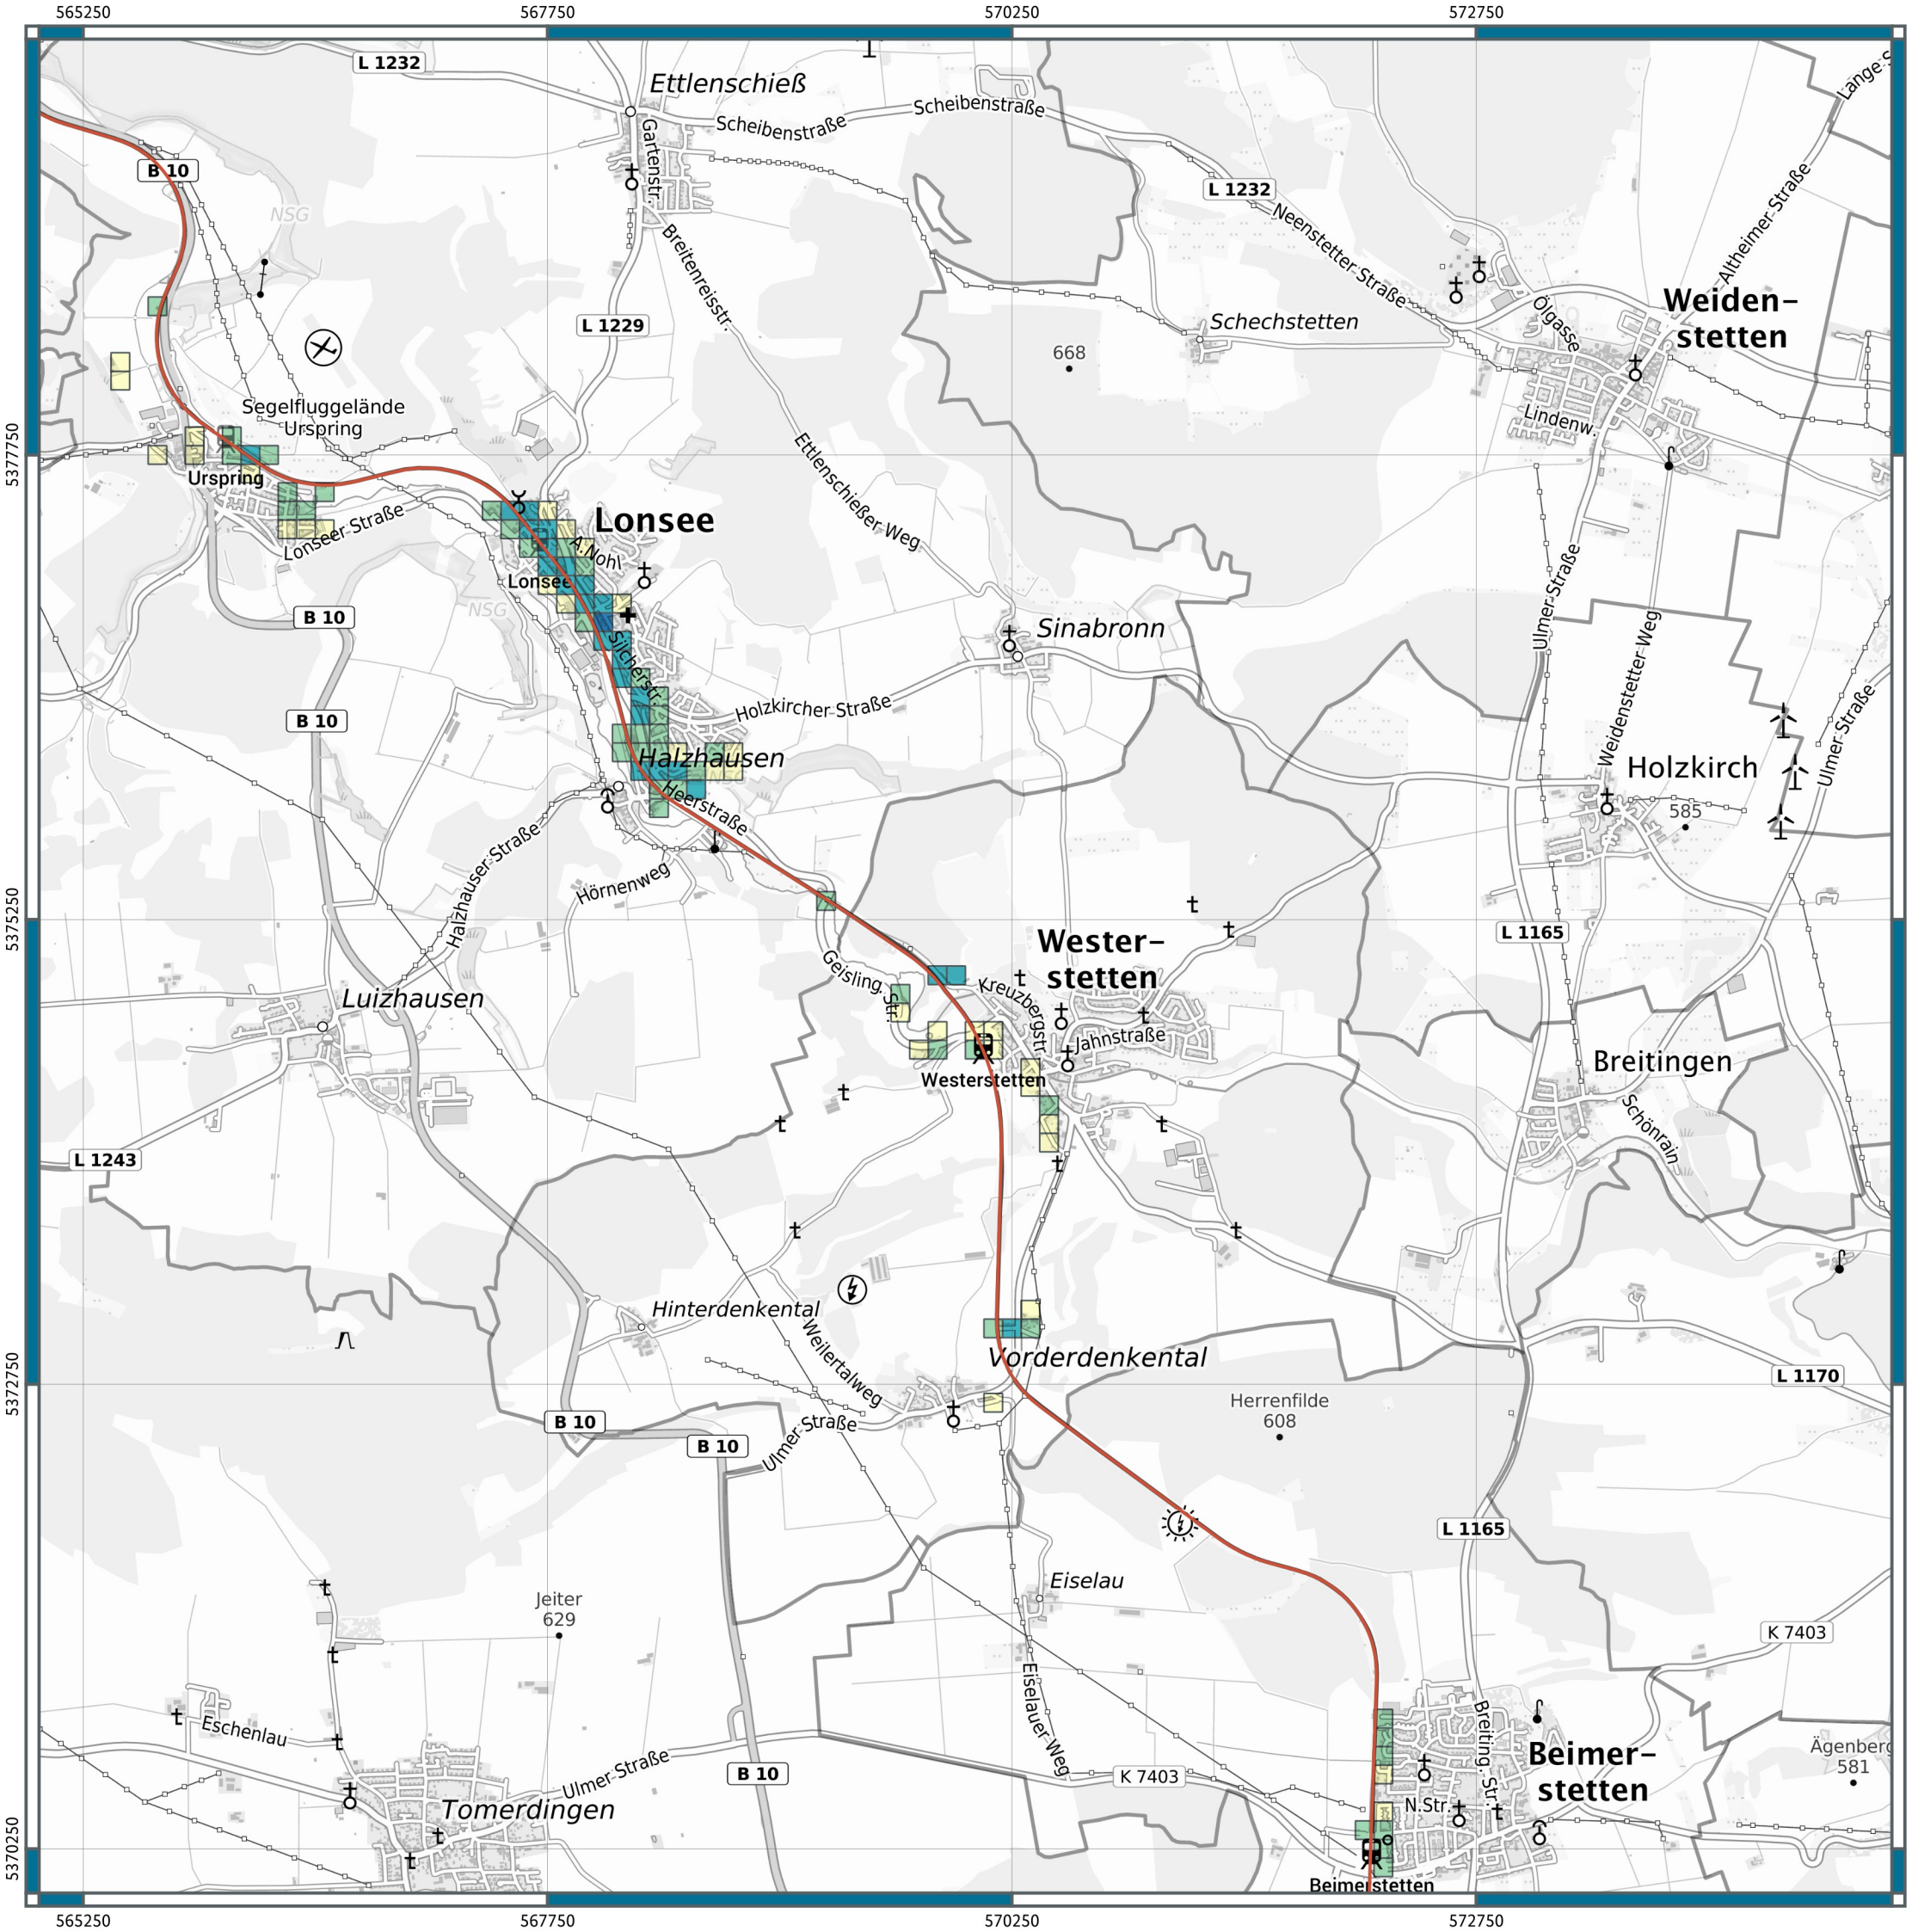 565250
567750
570250
572750
L 1232
Ettlenschieß
Scheibenstraße
Scheibenstraße
Lange S
B 10
Gartenstr.
L 1232
Neenstetter Straße
Altheimer Straße
NSG
Breitenreisstr.
L 1229
Ölgasse
Weiden-
stetten
Schechstetten
668
Segelfluggelände
Urspring
Lindenw.
5377750
Ettlenschießer Weg
Urspring
Lonseer Straße
Lonsee
A.Nohl
Lonsee
NSG
B 10
Ulmer Straße
Sinabronn
Weidenstetter Weg
Silcherstr.
B 10
Holzkircher Straße
Ulmer Straße
Halzhausen
Holzkirch
585
Heerstraße
Halzhauser Straße
Hörnenweg
5375250
L 1165
Wester-
stetten
Geisling. Str.
Kreuzbergstr.
Luizhausen
Jahnstraße
Breitingen
Westerstetten
Schönrain
L 1243
Hinterdenkental
Weilertalweg
Vorderdenkental
L 1170
5372750
Herrenfilde
608
B 10
Ulmer Straße
B 10
L 1165
Eiselau
Jeiter
629
K 7403
Eiselauer Weg
Eschenlau
Breiting. Str.
Beimer-
stetten
Ägenberg
581
Ulmer Straße
B 10
K 7403
N.Str.
Tomerdingen
5370250
Beimerstetten
565250
567750
570250
572750